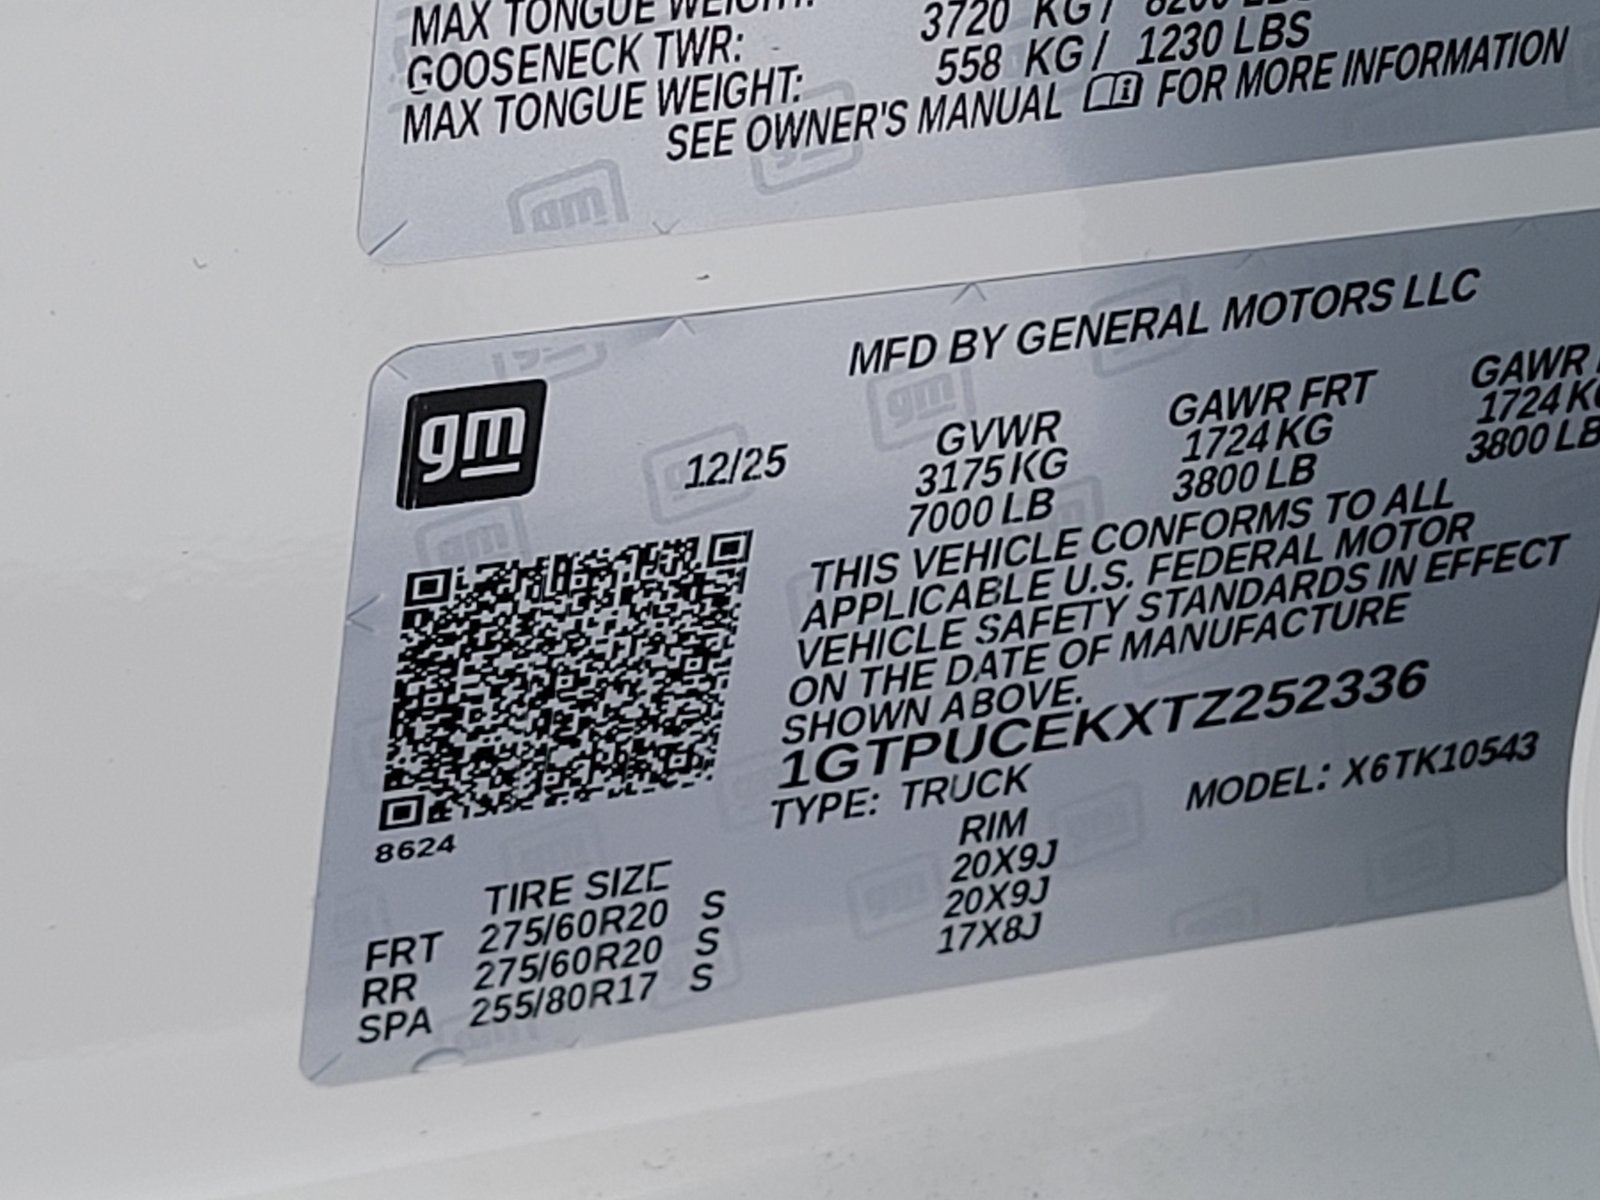 MAX TONGUE WEIGHT:
GOOSENECK TWR: 3720 KG / 8200 LBS
MAX TONGUE WEIGHT: 558 KG / 1230 LBS
SEE OWNER'S MANUAL FOR MORE INFORMATION
MFD BY GENERAL MOTORS LLC
gm
12/25
GVWR GAWR FRT GAWR
3175 KG 1724 KG 1724 KG
7000 LB 3800 LB 3800 LB
THIS VEHICLE CONFORMS TO ALL
APPLICABLE U.S. FEDERAL MOTOR
VEHICLE SAFETY STANDARDS IN EFFECT
ON THE DATE OF MANUFACTURE
SHOWN ABOVE.
1GTPUCEKXTZ252336
TYPE: TRUCK MODEL: X6TK10543
8624
TIRE SIZE RIM
FRT 275/60R20 S 20X9J
RR 275/60R20 S 20X9J
SPA 255/80R17 S 17X8J